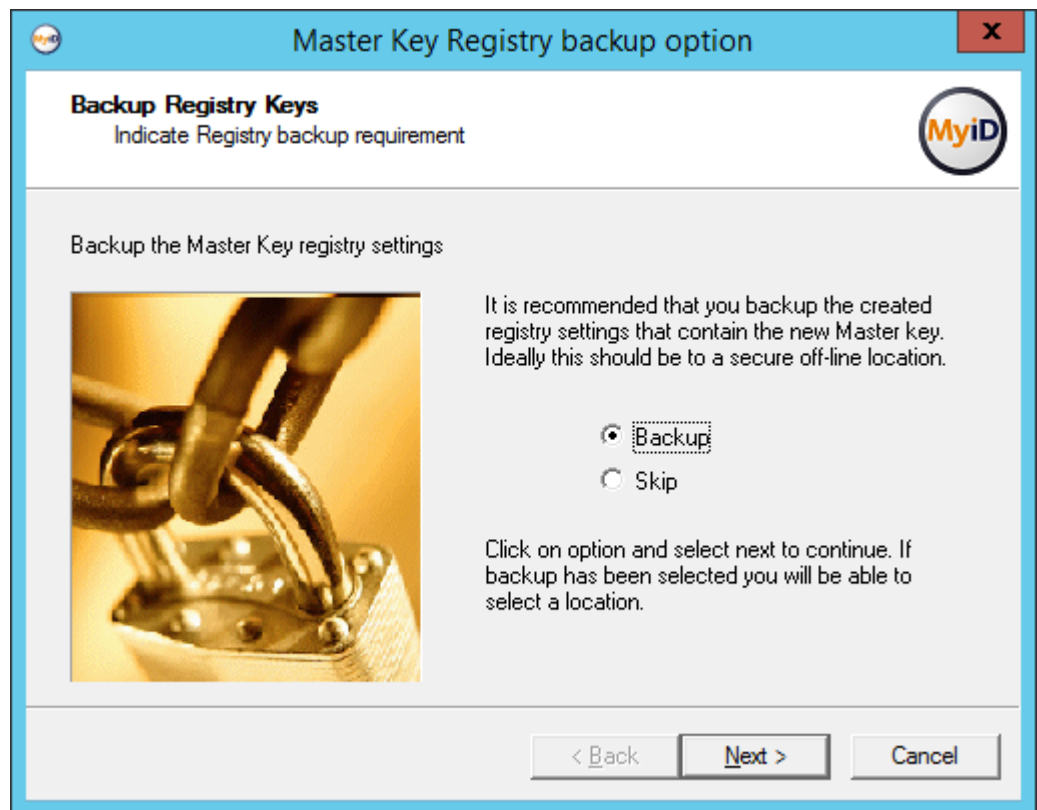 MyiD
Master Key Registry backup option
x
Backup Registry Keys
Indicate Registry backup requirement
MyiD
Backup the Master Key registry settings
It is recommended that you backup the created
registry settings that contain the new Master key.
Ideally this should be to a secure off-line location.
Backup
Skip
Click on option and select next to continue. If
backup has been selected you will be able to
select a location.
< Back
Next >
Cancel